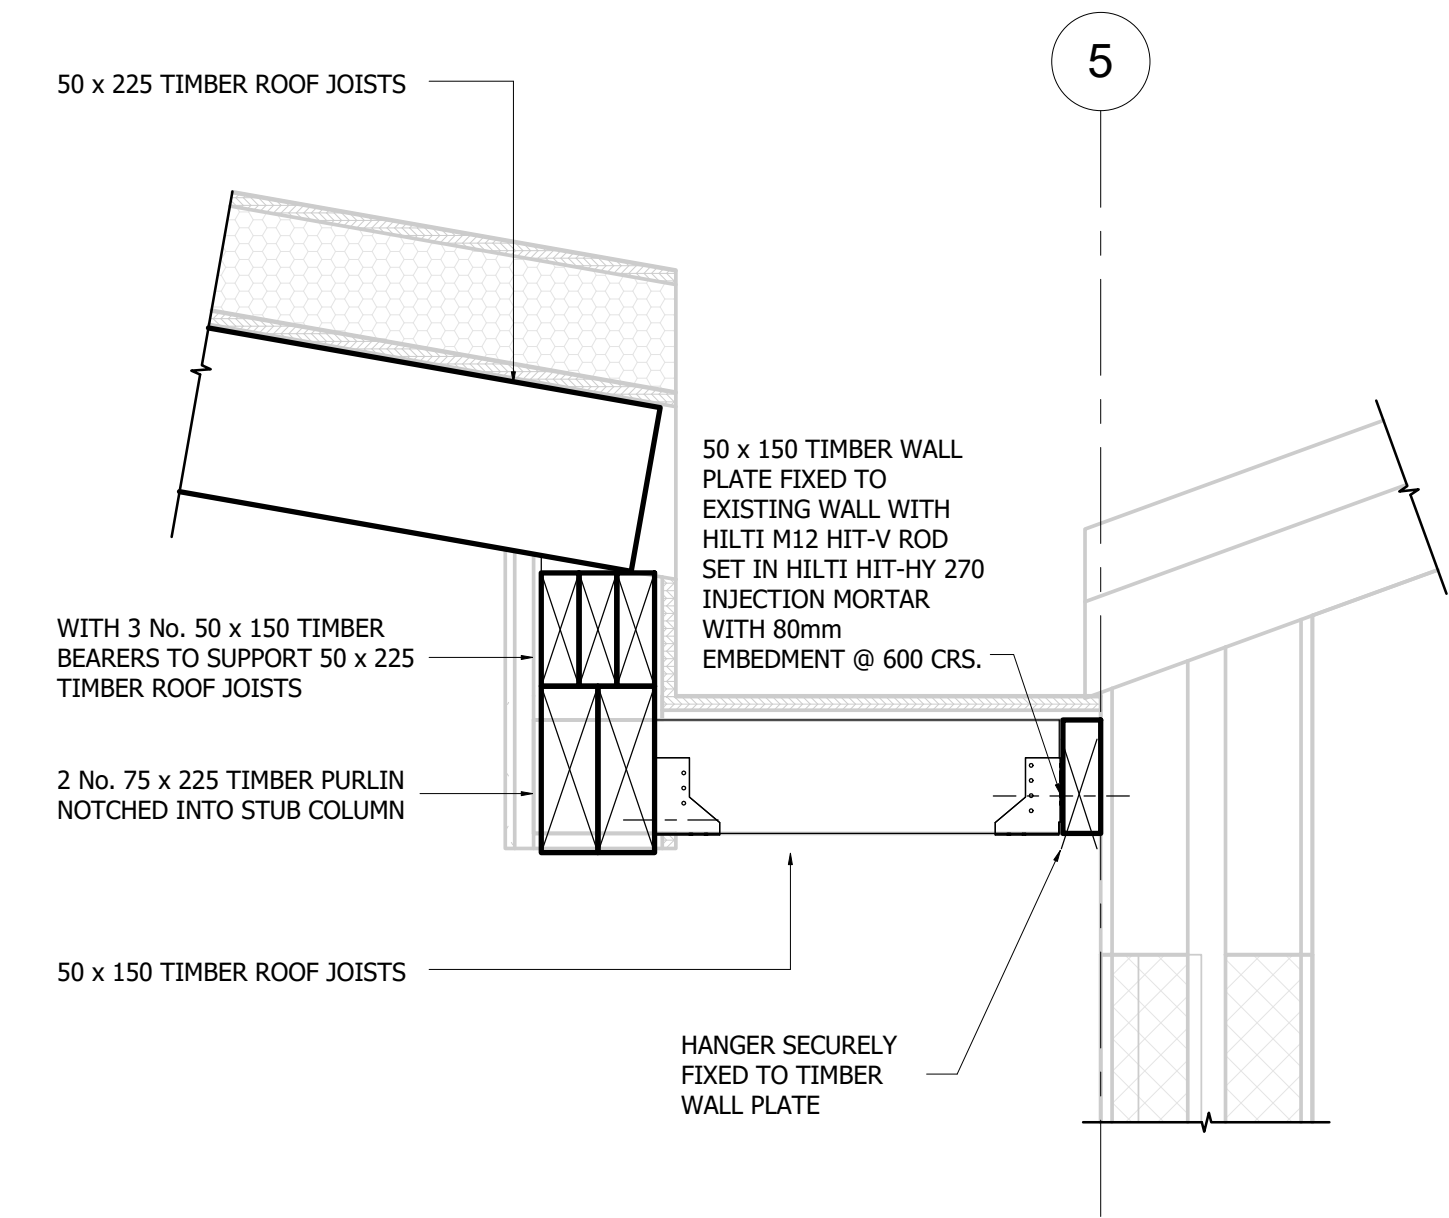 5
50 x 225 TIMBER ROOF JOISTS
50 x 150 TIMBER WALL
PLATE FIXED TO
EXISTING WALL WITH
HILTI M12 HIT-V ROD
SET IN HILTI HIT-HY 270
INJECTION MORTAR
WITH 80mm
EMBEDMENT @ 600 CRS.
WITH 3 No. 50 x 150 TIMBER
BEARERS TO SUPPORT 50 x 225
TIMBER ROOF JOISTS
2 No. 75 x 225 TIMBER PURLIN
NOTCHED INTO STUB COLUMN
50 x 150 TIMBER ROOF JOISTS
HANGER SECURELY
FIXED TO TIMBER
WALL PLATE